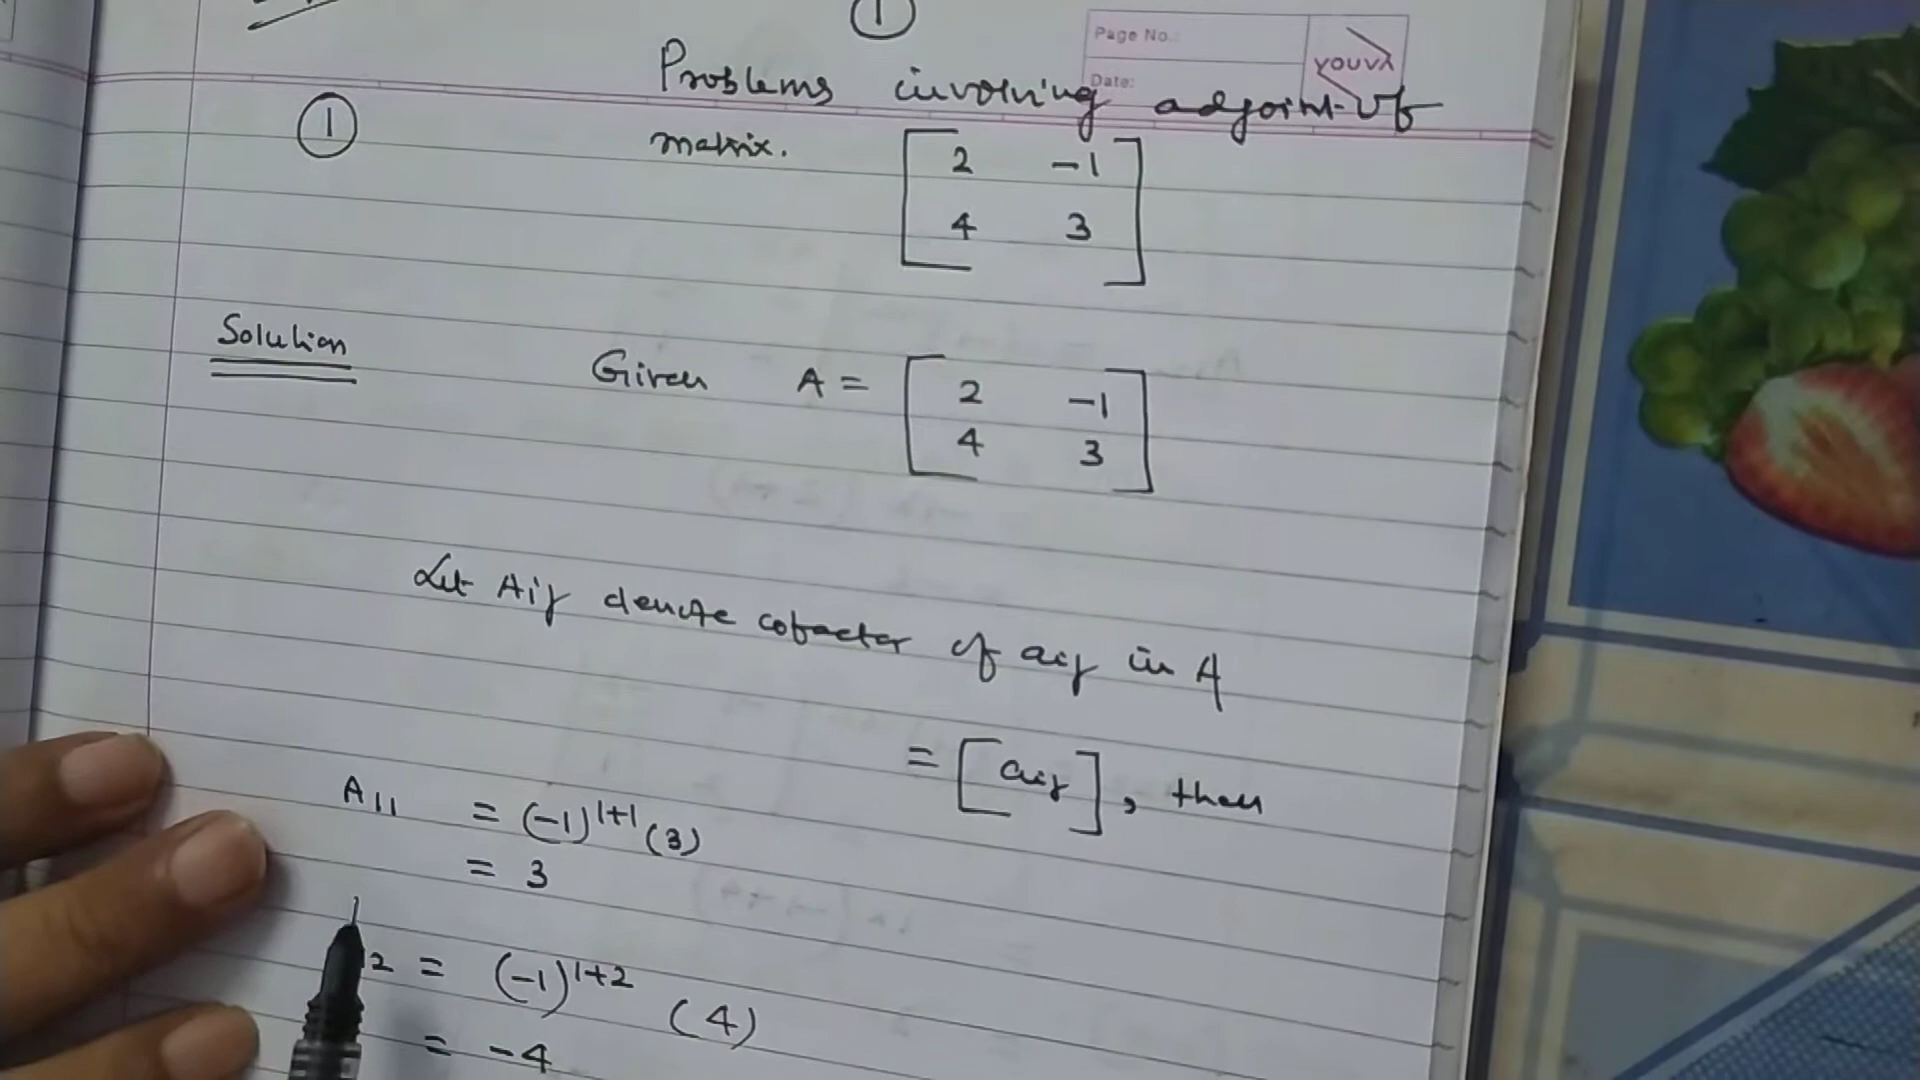 ①
Page No.:
Date:
YOUVA
Problems involving adjoint of
① matrix. [ 2 -1
4 3 ]
Solution
Given A = [ 2 -1
4 3 ]
Let Aij denote cofactor of aij in A
= [ aij ], then
A11 = (-1)^1+1 (3)
= 3
12 = (-1)^1+2 (4)
= -4